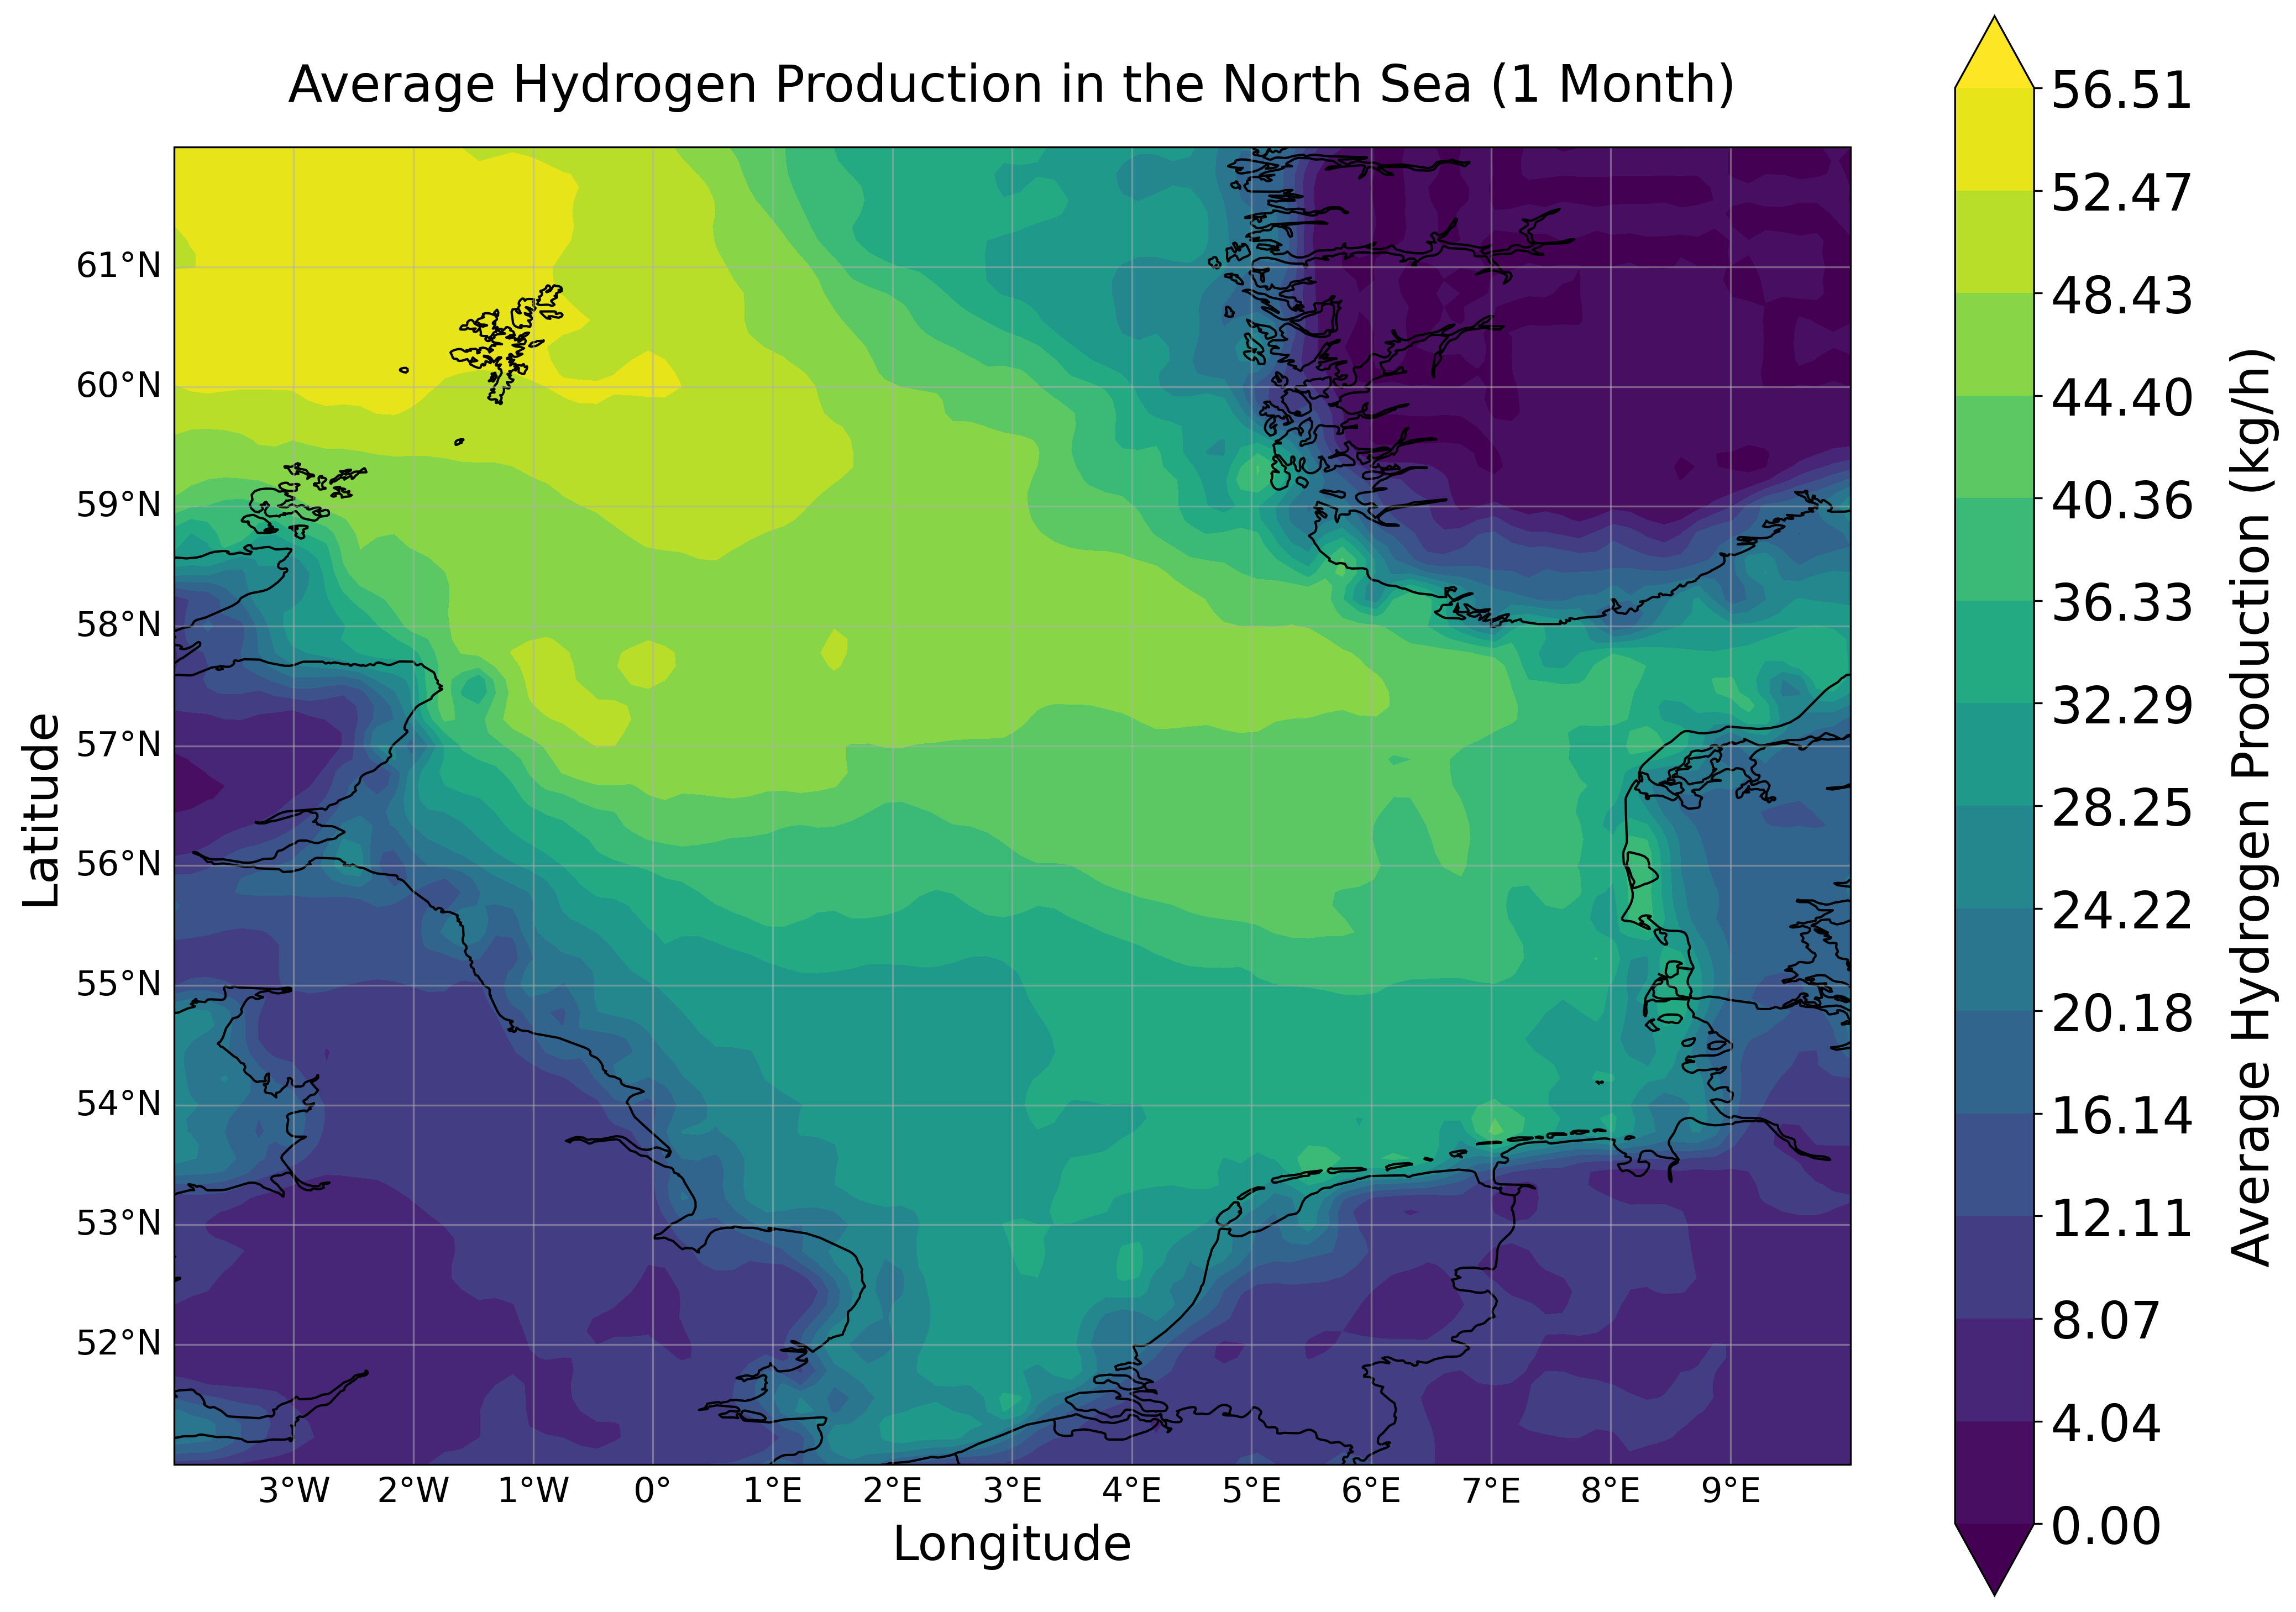 Average Hydrogen Production in the North Sea (1 Month)
61°N
60°N
59°N
58°N
57°N
56°N
55°N
54°N
53°N
52°N
Latitude
3°W 2°W 1°W 0° 1°E 2°E 3°E 4°E 5°E 6°E 7°E 8°E 9°E
Longitude
56.51
52.47
48.43
44.40
40.36
36.33
32.29
28.25
24.22
20.18
16.14
12.11
8.07
4.04
0.00
Average Hydrogen Production (kg/h)